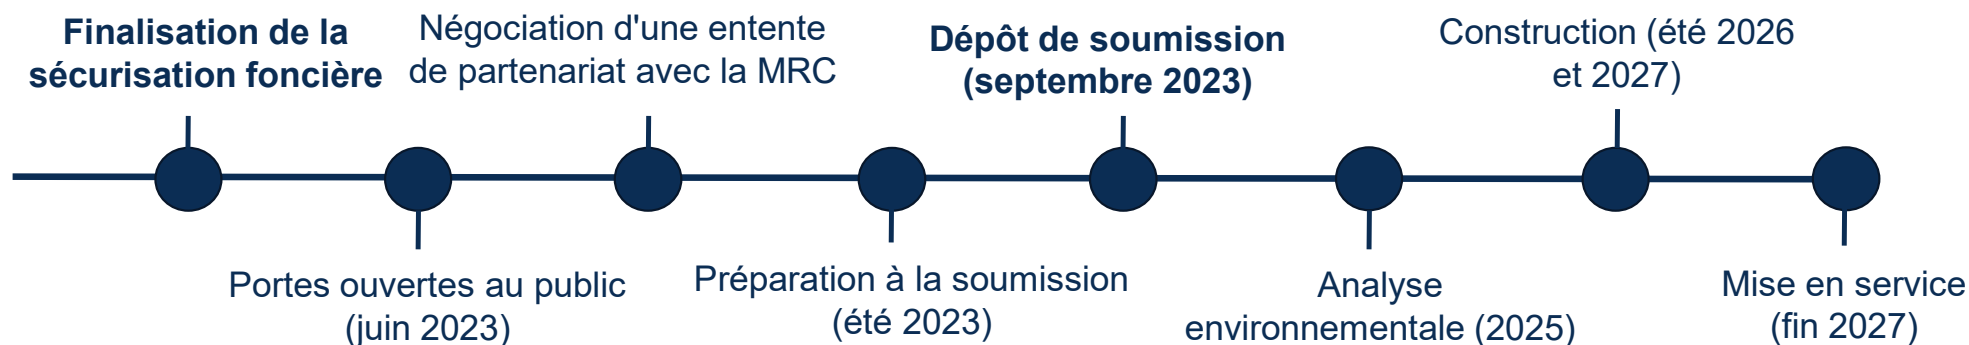 Finalisation de la
sécurisation foncière
Portes ouvertes au public
(juin 2023)
Négociation d'une entente
de partenariat avec la MRC
Préparation à la soumission
(été 2023)
Dépôt de soumission
(septembre 2023)
Analyse
environnementale (2025)
Construction (été 2026
et 2027)
Mise en service
(fin 2027)